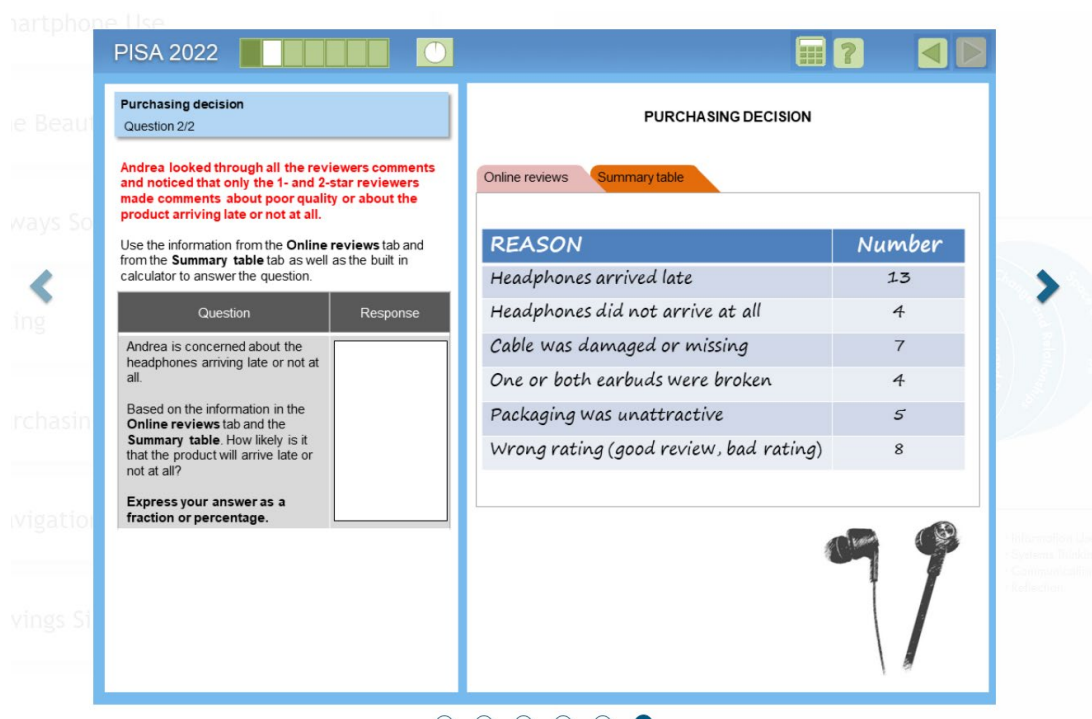 PISA 2022
Purchasing decision
Question 2/2
Andrea looked through all the reviewers comments
and noticed that only the 1- and 2-star reviewers
made comments about poor quality or about the
product arriving late or not at all.
Use the information from the Online reviews tab and
from the Summary table tab as well as the built in
calculator to answer the question.
Question Response
Andrea is concerned about the
headphones arriving late or not at
all.
Based on the information in the
Online reviews tab and the
Summary table. How likely is it
that the product will arrive late or
not at all?
Express your answer as a
fraction or percentage.
PURCHASING DECISION
Online reviews Summary table
REASON Number
Headphones arrived late 13
Headphones did not arrive at all 4
Cable was damaged or missing 7
One or both earbuds were broken 4
Packaging was unattractive 5
Wrong rating (good review, bad rating) 8